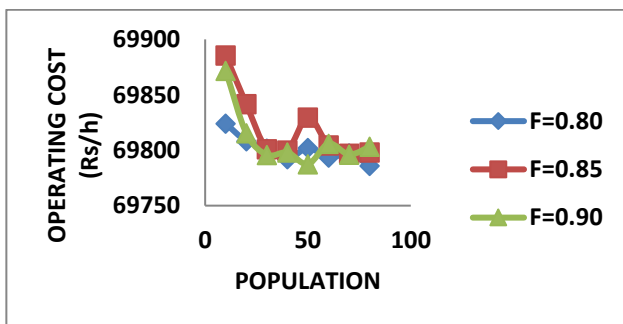 OPERATING COST
(Rs/h)
69900
69850
69800
69750
0
50
100
POPULATION
F=0.80
F=0.85
F=0.90